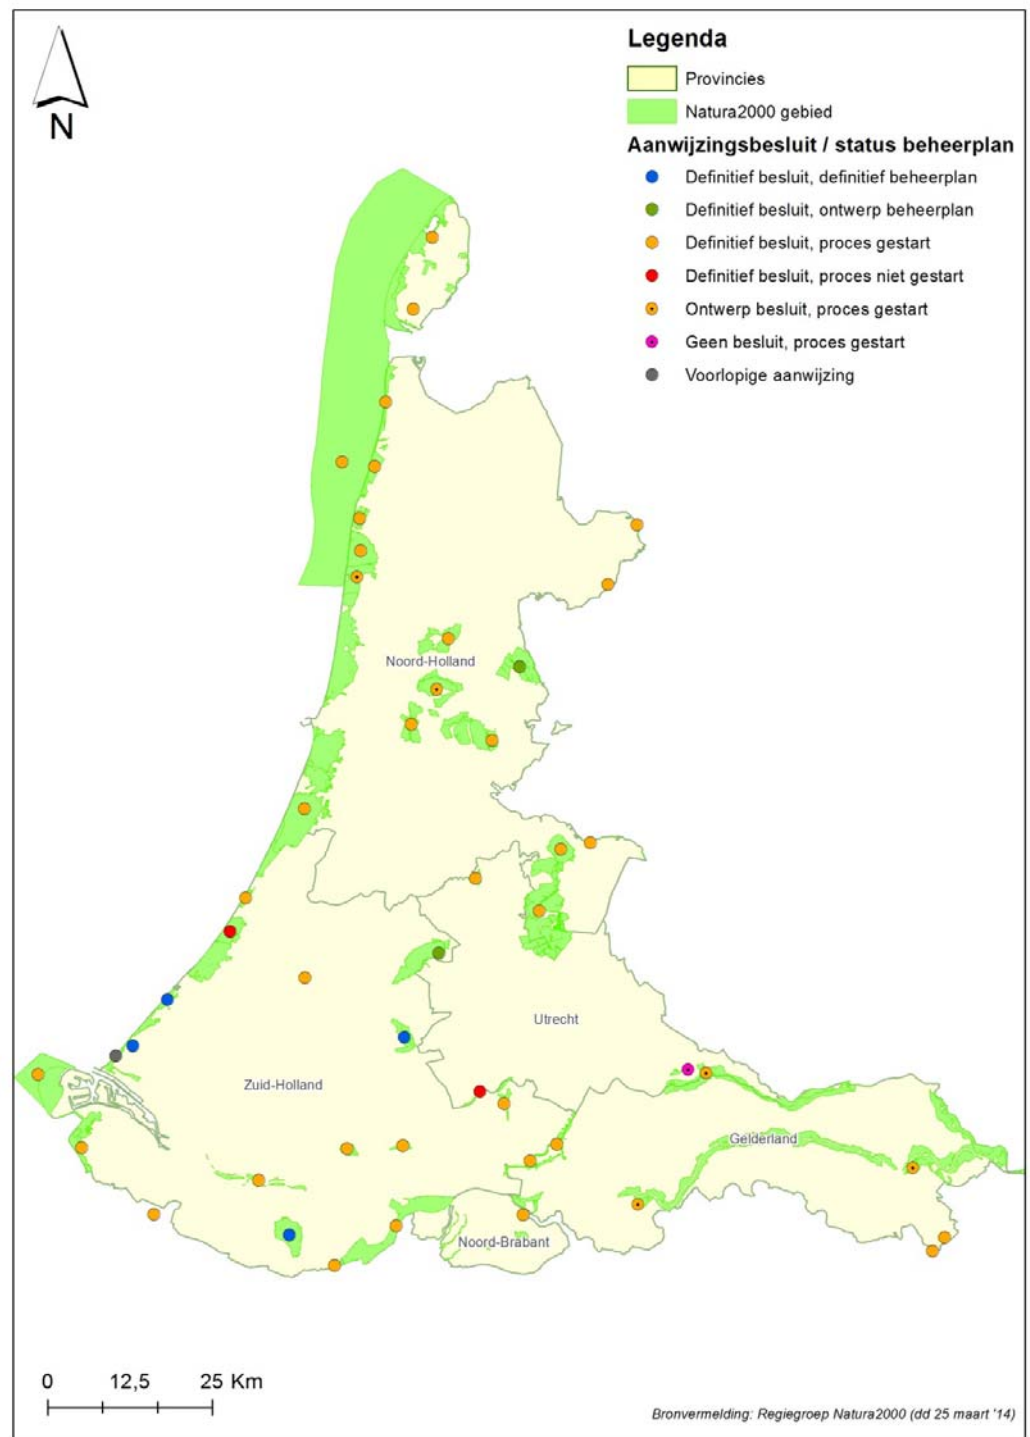 N
Legenda
Provincies
Natura2000 gebied
Aanwijzingsbesluit / status beheerplan
Definitief besluit, definitief beheerplan
Definitief besluit, ontwerp beheerplan
Definitief besluit, proces gestart
Definitief besluit, proces niet gestart
Ontwerp besluit, proces gestart
Geen besluit, proces gestart
Voorlopige aanwijzing
Noord-Holland
Utrecht
Zuid-Holland
Gelderland
Noord-Brabant
0 12,5 25 Km
Bronvermelding: Regiegroep Natura2000 (dd 25 maart '14)